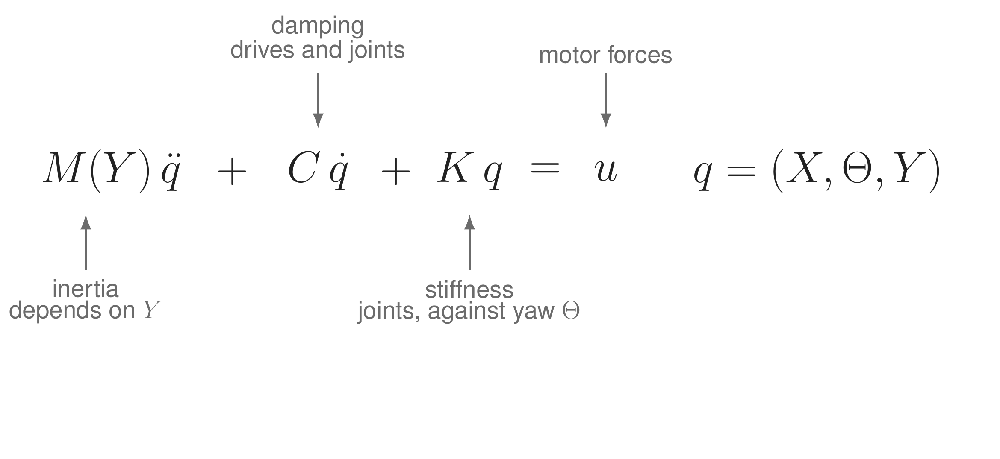 damping
drives and joints
motor forces
M(Y) q̈ + C q̇ + K q = u q = (X, Θ, Y)
inertia
depends on Y
stiffness
joints, against yaw Θ